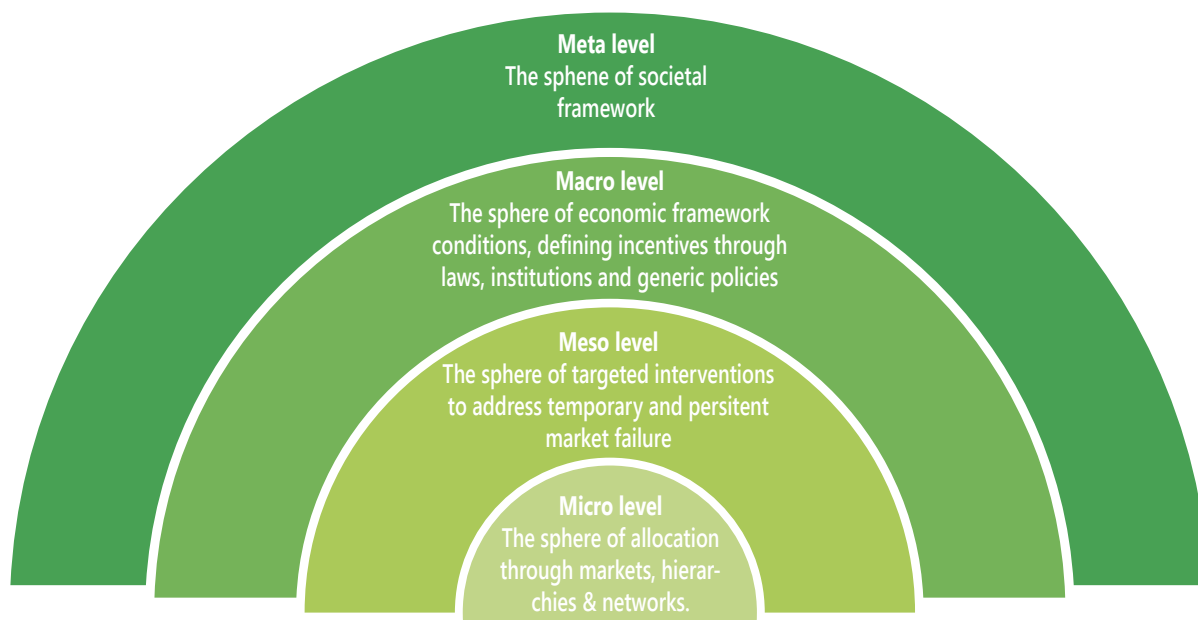 Meta level
The sphene of societal
framework
Macro level
The sphere of economic framework
conditions, defining incentives through
laws, institutions and generic policies
Meso level
The sphere of targeted interventions
to address temporary and persitent
market failure
Micro level
The sphere of allocation
through markets, hierar-
chies & networks.